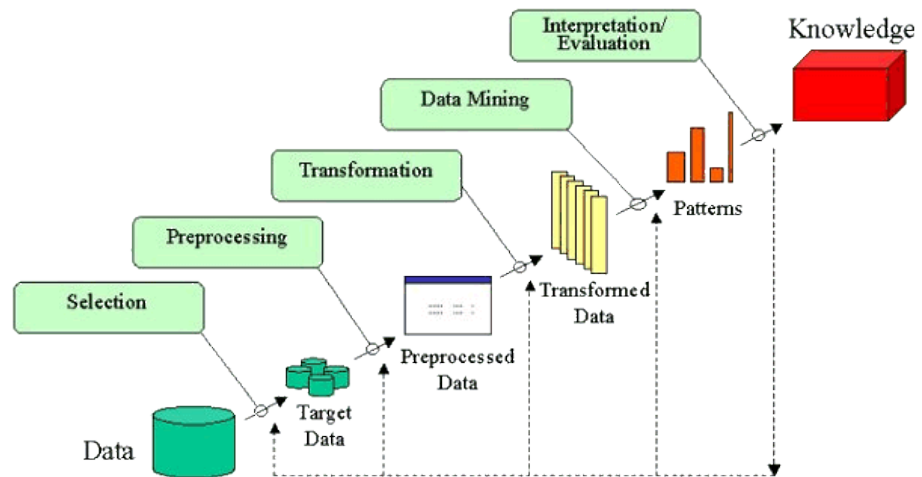 Interpretation/
Evaluation
Knowledge
Data Mining
Transformation
Patterns
Preprocessing
Transformed
Data
Selection
Preprocessed
Data
Target
Data
Data